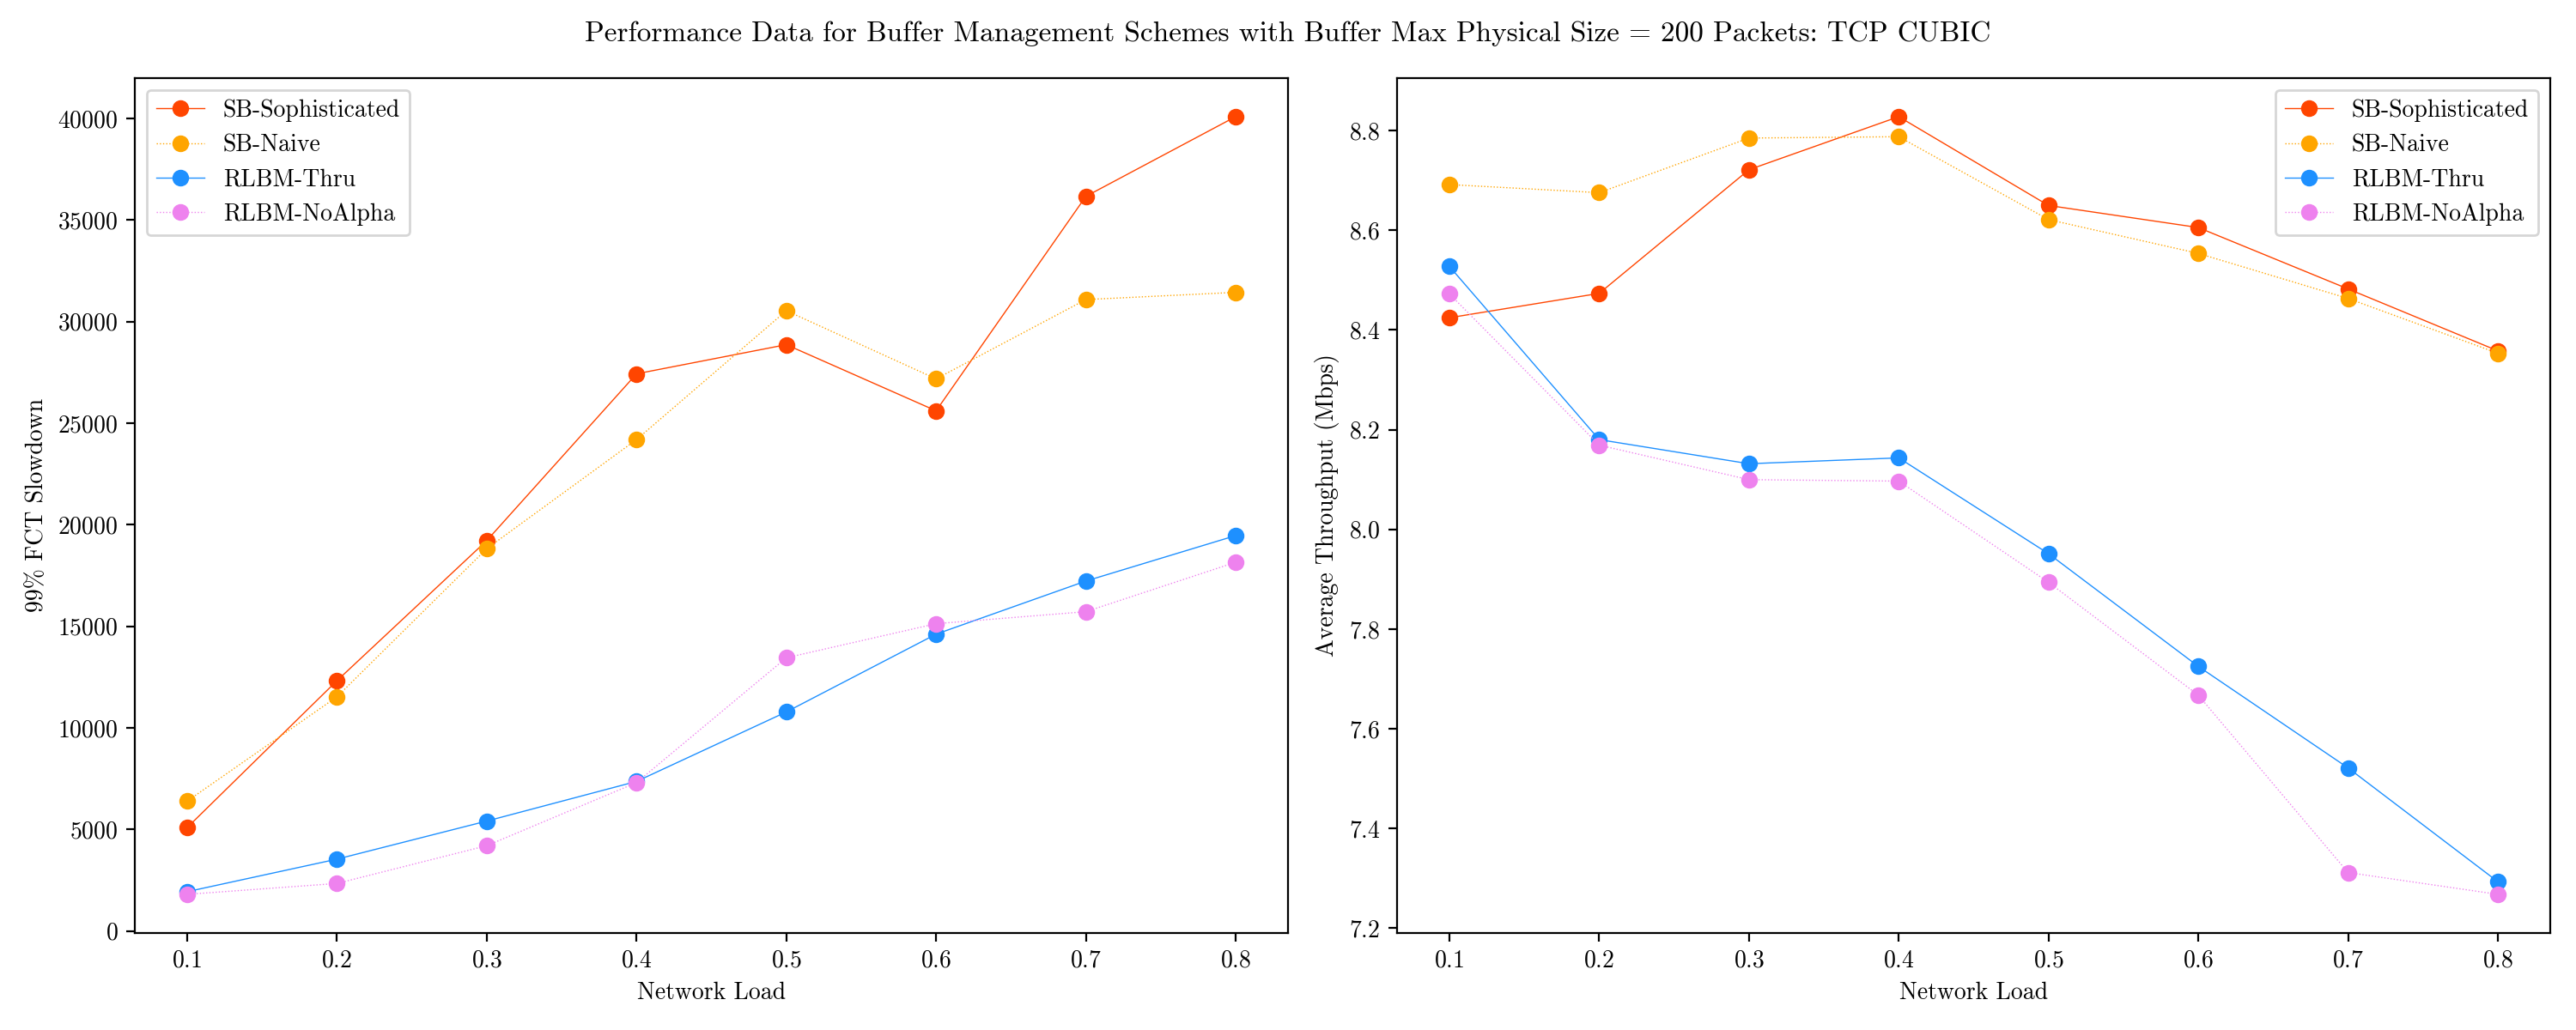 Performance Data for Buffer Management Schemes with Buffer Max Physical Size = 200 Packets: TCP CUBIC
SB-Sophisticated
SB-Naive
RLBM-Thru
RLBM-NoAlpha
99% FCT Slowdown
40000
35000
30000
25000
20000
15000
10000
5000
0
0.1 0.2 0.3 0.4 0.5 0.6 0.7 0.8
Network Load
SB-Sophisticated
SB-Naive
RLBM-Thru
RLBM-NoAlpha
Average Throughput (Mbps)
8.8
8.6
8.4
8.2
8.0
7.8
7.6
7.4
7.2
0.1 0.2 0.3 0.4 0.5 0.6 0.7 0.8
Network Load